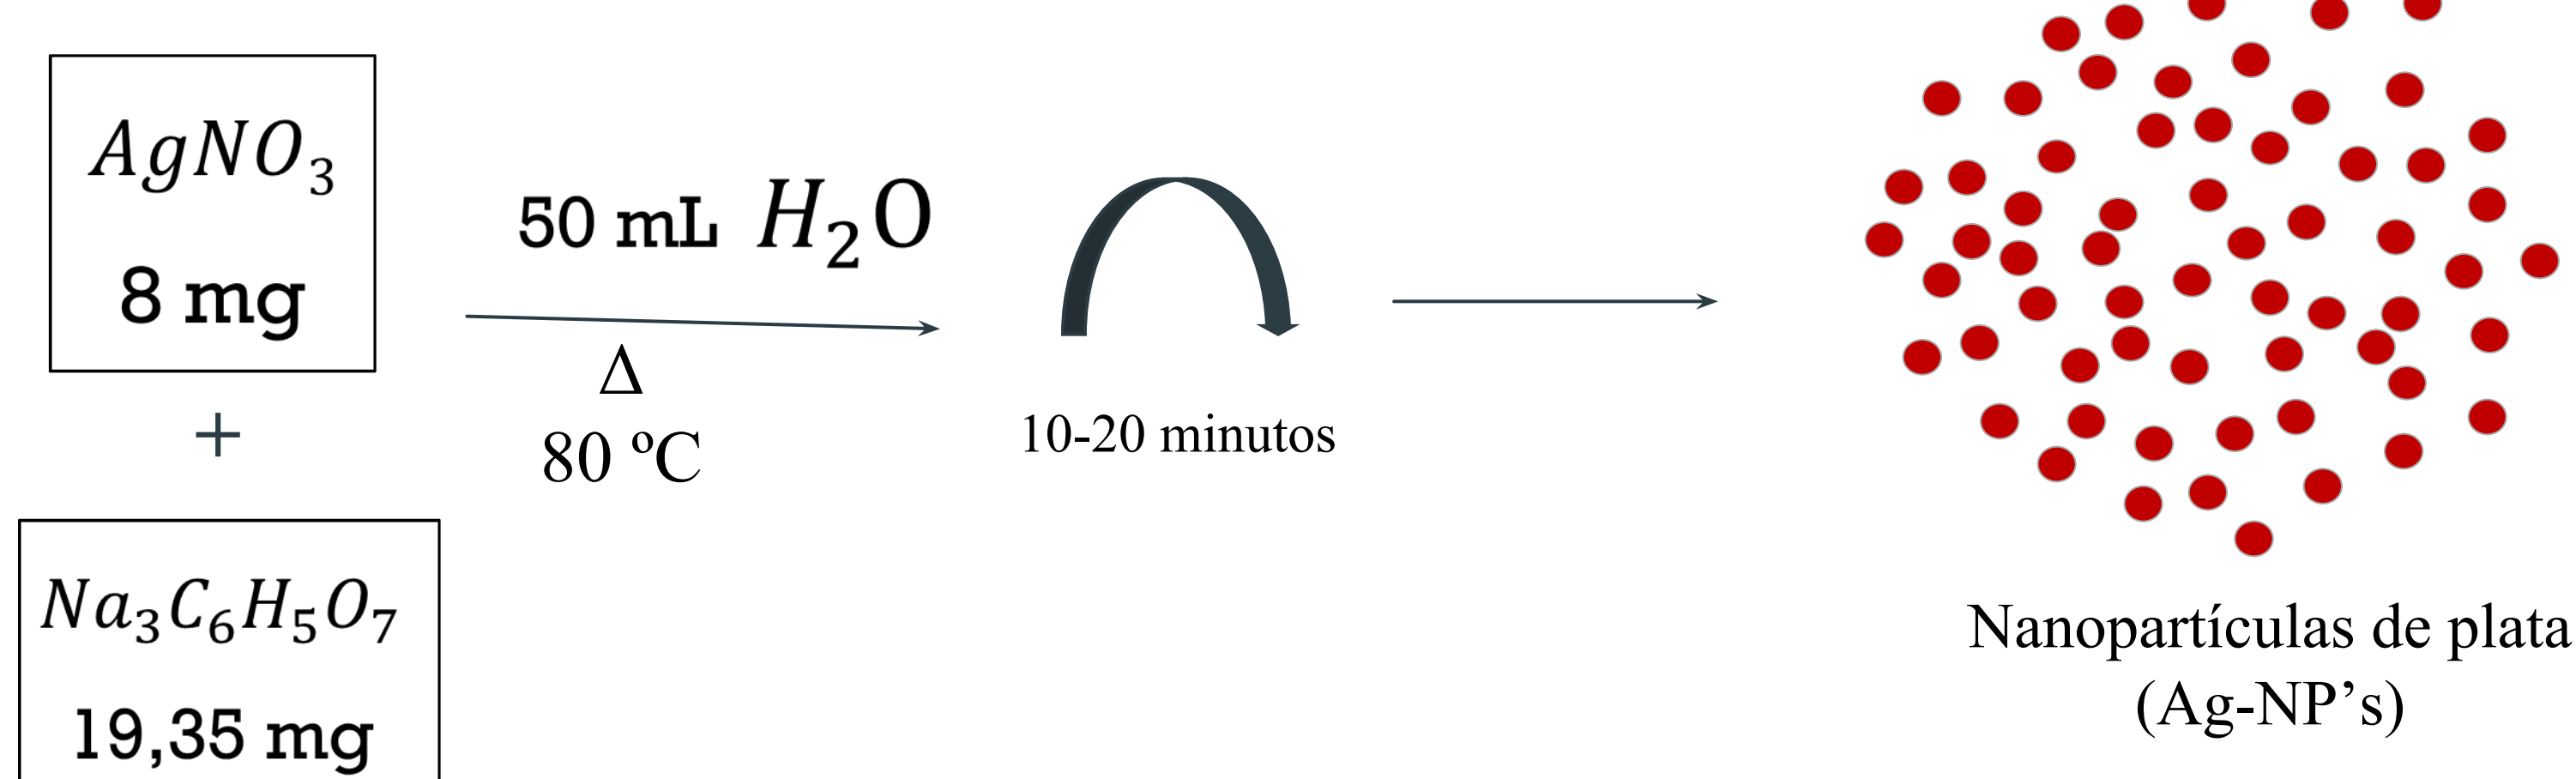 AgNO₃
8 mg
+
Na₃C₆H₅O₇
19,35 mg
50 mL H₂O
Δ
80 ºC
10-20 minutos
Nanopartículas de plata
(Ag-NP’s)